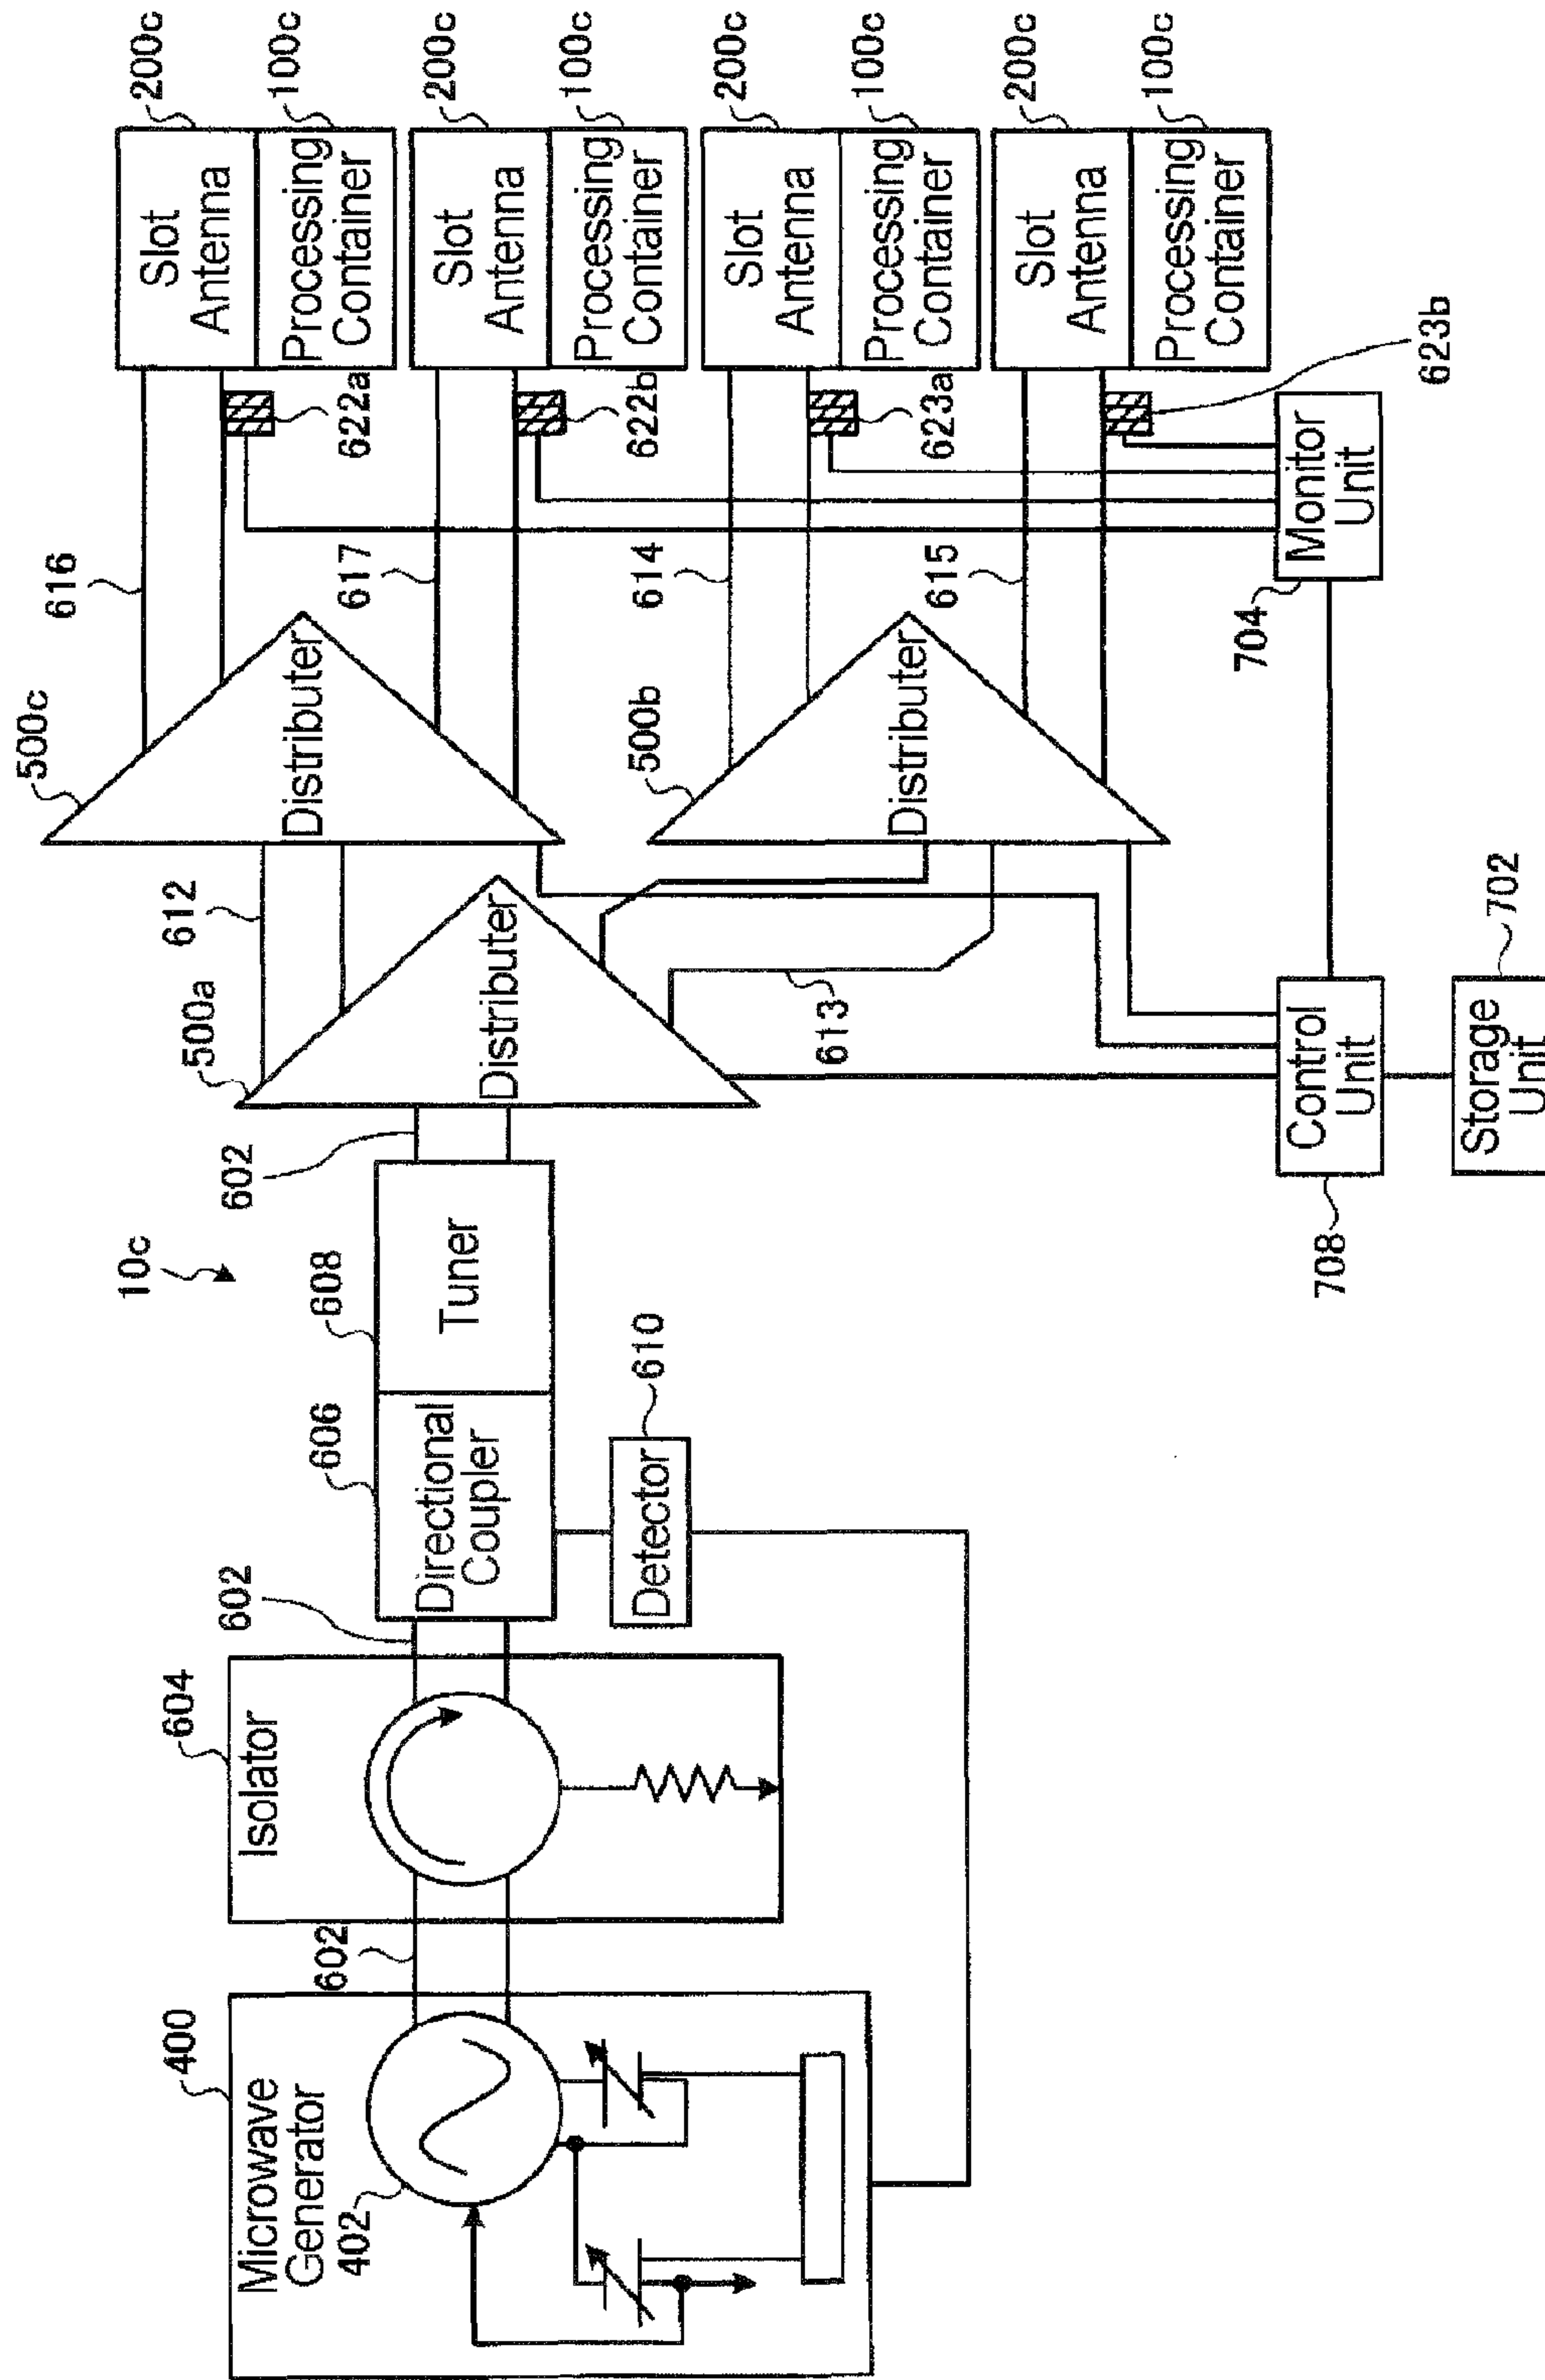 10c
400
Microwave
Generator
402
602
604
Isolator
602
606
Directional
Coupler
608
Tuner
Detector
610
602
500a
Distributer
612
613
500c
Distributer
500b
Distributer
616
617
614
615
622a
622b
623a
623b
Slot
Antenna
200c
Processing
Container
100c
Slot
Antenna
200c
Processing
Container
100c
Slot
Antenna
200c
Processing
Container
100c
Slot
Antenna
200c
Processing
Container
100c
Control
Unit
708
Storage
Unit
702
Monitor
Unit
704